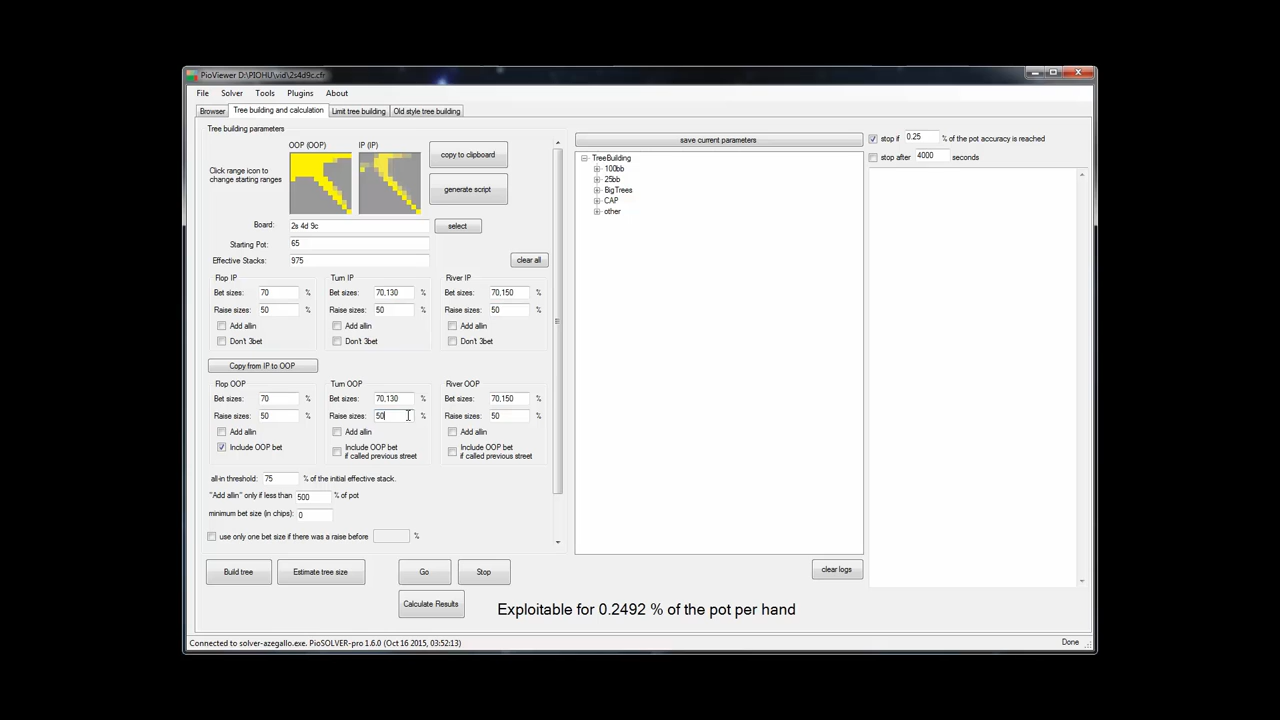 PioViewer D:\PIOHU\vid\2s4d9c.cfr
File Solver Tools Plugins About
Browser Tree building and calculation Limit tree building Old style tree building
Tree building parameters
OOP (OOP) IP (IP)
Click range icon to
change starting ranges
copy to clipboard
generate script
Board: 2s 4d 9c select
Starting Pot: 65
Effective Stacks: 975
clear all
Flop IP Turn IP River IP
Bet sizes: 70 % Bet sizes: 70,130 % Bet sizes: 70,150 %
Raise sizes: 50 % Raise sizes: 50 % Raise sizes: 50 %
Add allin Add allin Add allin
Don't 3bet Don't 3bet Don't 3bet
Copy from IP to OOP
Flop OOP Turn OOP River OOP
Bet sizes: 70 % Bet sizes: 70,130 % Bet sizes: 70,150 %
Raise sizes: 50 % Raise sizes: 50 % Raise sizes: 50 %
Add allin Add allin Add allin
Include OOP bet Include OOP bet Include OOP bet
if called previous street if called previous street
all-in threshold: 75 % of the initial effective stack.
"Add allin" only if less than 500 % of pot
minimum bet size (in chips): 0
use only one bet size if there was a raise before %
Build tree Estimate tree size Go Stop
Calculate Results
save current parameters
TreeBuilding
100bb
25bb
BigTrees
CAP
other
clear logs
stop if 0.25 % of the pot accuracy is reached
stop after 4000 seconds
Exploitable for 0.2492 % of the pot per hand
Connected to solver-azegallo.exe. PioSOLVER-pro 1.6.0 (Oct 16 2015, 03:52:13) Done